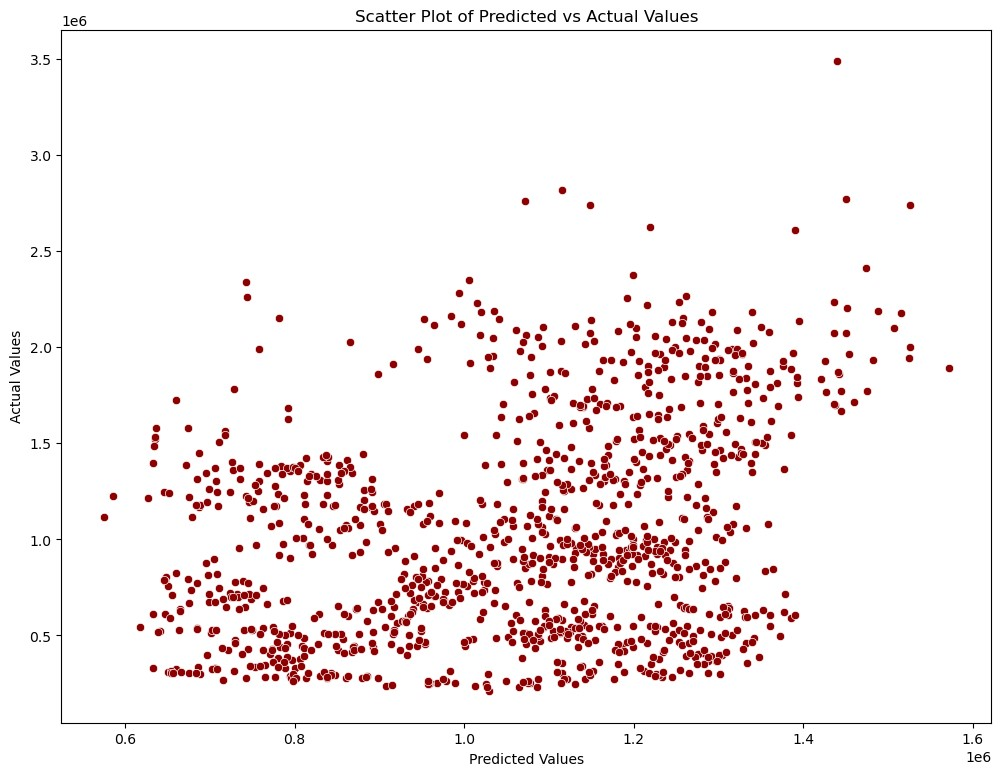 Scatter Plot of Predicted vs Actual Values
1e6
3.5
3.0
2.5
2.0
1.5
1.0
0.5
Actual Values
0.6 0.8 1.0 1.2 1.4 1.6
1e6
Predicted Values